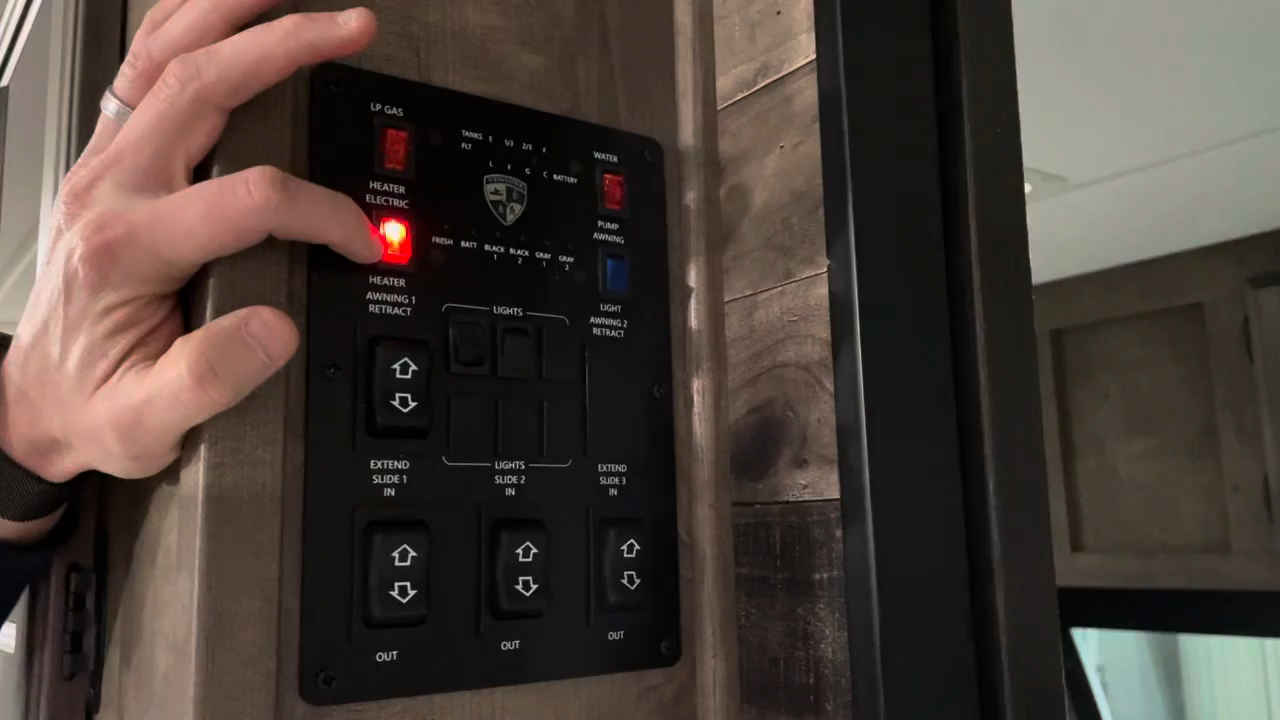 LP GAS
HEATER
ELECTRIC
HEATER
AWNING 1
RETRACT
TANKS E 1/3 2/3 F
FLT
L F G C BATTERY
FRESH BATT BLACK 1 BLACK 2 GRAY 1 GRAY 2
WATER
PUMP
AWNING
LIGHT
AWNING 2
RETRACT
LIGHTS
LIGHTS
EXTEND
SLIDE 1
IN
SLIDE 2
IN
EXTEND
SLIDE 3
IN
OUT
OUT
OUT